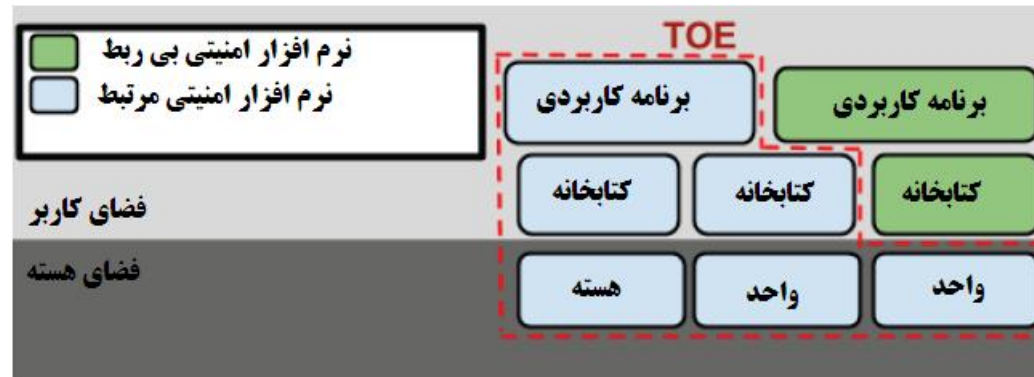 نرم افزار امنیتی بی ربط
نرم افزار امنیتی مرتبط
TOE
برنامه کاربردی
برنامه کاربردی
کتابخانه
کتابخانه
کتابخانه
فضای کاربر
فضای هسته
واحد
واحد
هسته